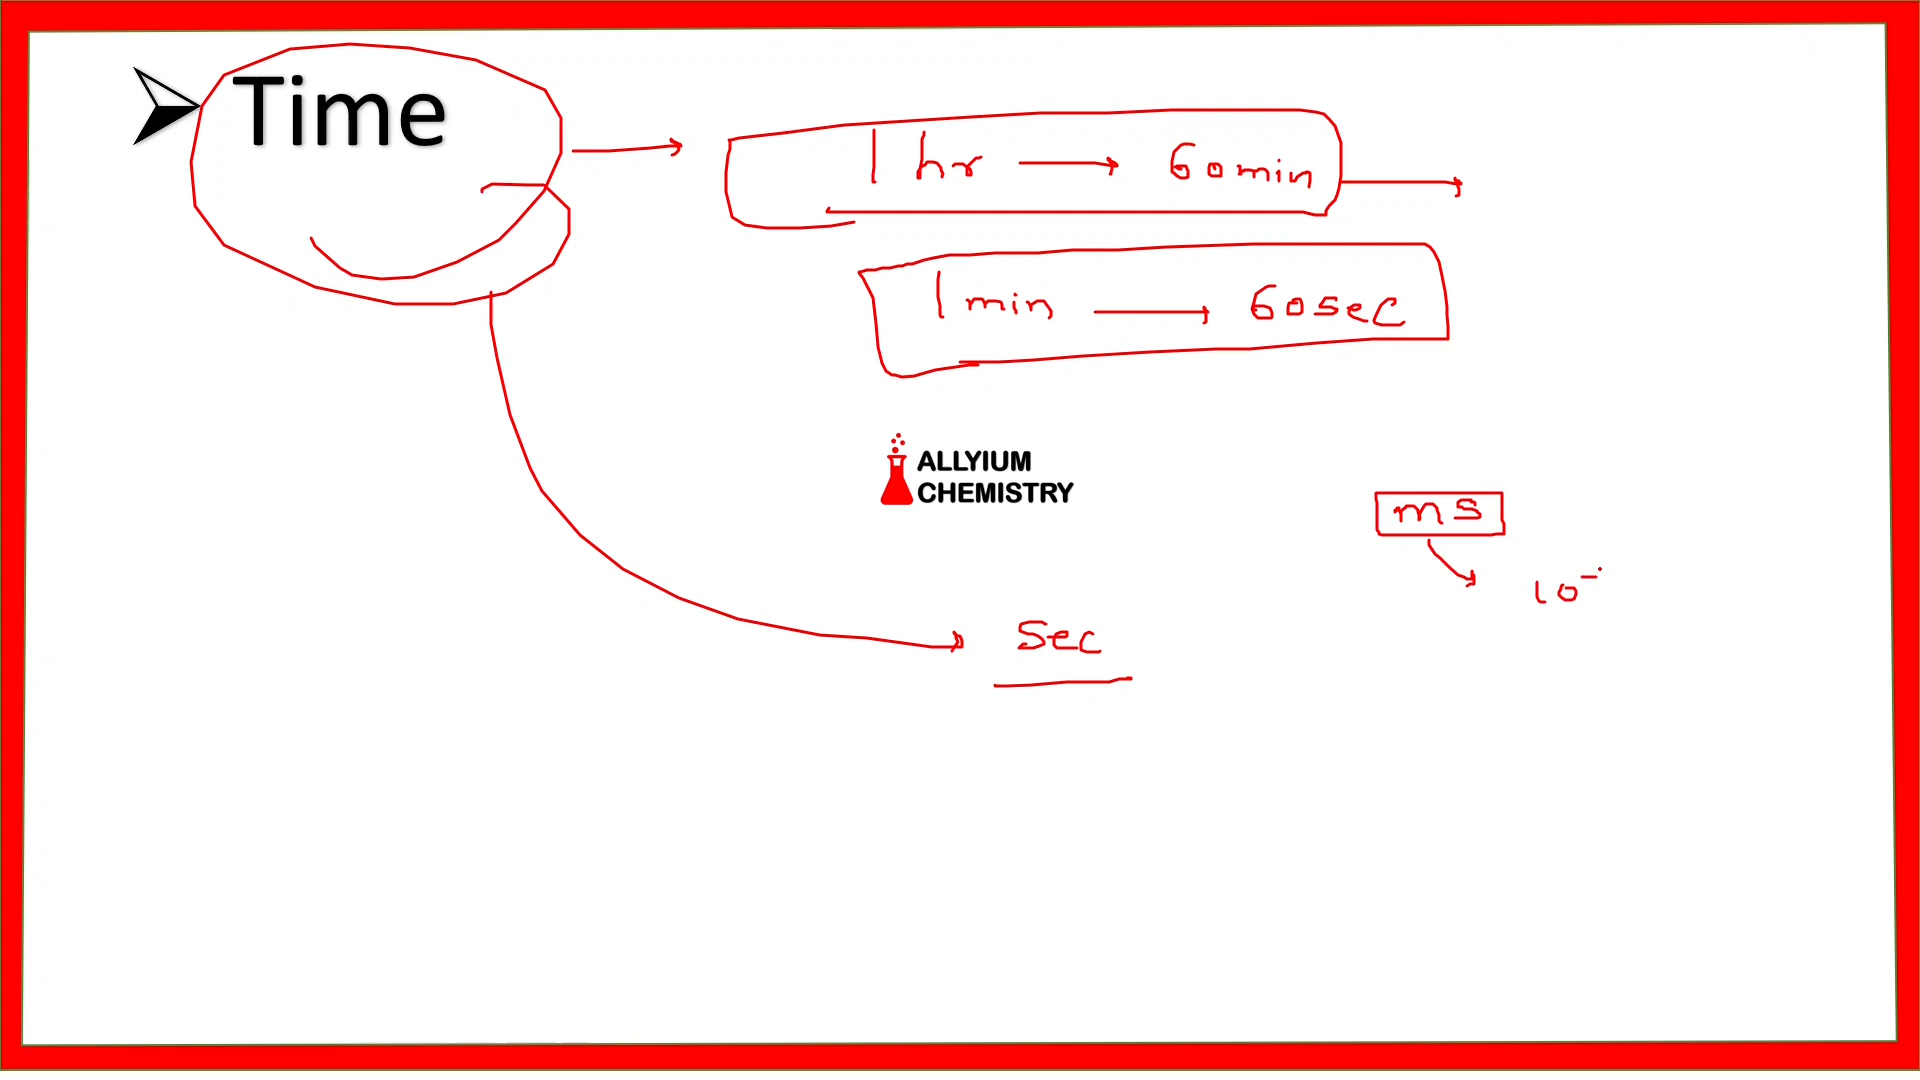 Time
1 hr → 60 min
1 min → 60 sec
ALLYIUM
CHEMISTRY
ms
10⁻
sec